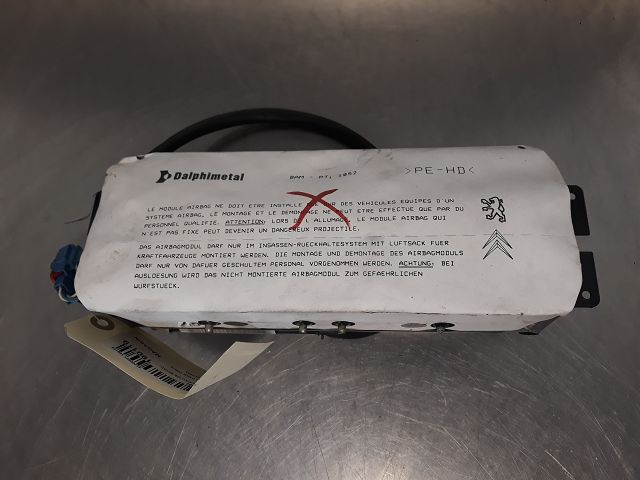 Dalphimetal
BAM - PT, 1052
>PE-HD<
LE MODULE AIRBAG NE DOIT ETRE INSTALLE QUE SUR DES VEHICULES EQUIPES D'UN
SYSTEME AIRBAG, LE MONTAGE ET LE DEMONTAGE NE PEUT ETRE EFFECTUE QUE PAR DU
PERSONNEL QUALIFIE. ATTENTION: LORS DE L'ALLUMAGE, LE MODULE AIRBAG QUI
N'EST PAS FIXE PEUT DEVENIR UN DANGEREUX PROJECTILE.
DAS AIRBAGMODUL DARF NUR IM INSASSEN-RUECKHALTESYSTEM MIT LUFTSACK FUER
KRAFTFAHRZEUGE MONTIERT WERDEN. DIE MONTAGE UND DEMONTAGE DES AIRBAGMODULS
DARF NUR VON DAFUER GESCHULTEM PERSONAL VORGENOMMEN WERDEN. ACHTUNG: BEI
AUSLOESUNG WIRD DAS NICHT MONTIERTE AIRBAGMODUL ZUM GEFAEHRLICHEN
WURFSTUECK.